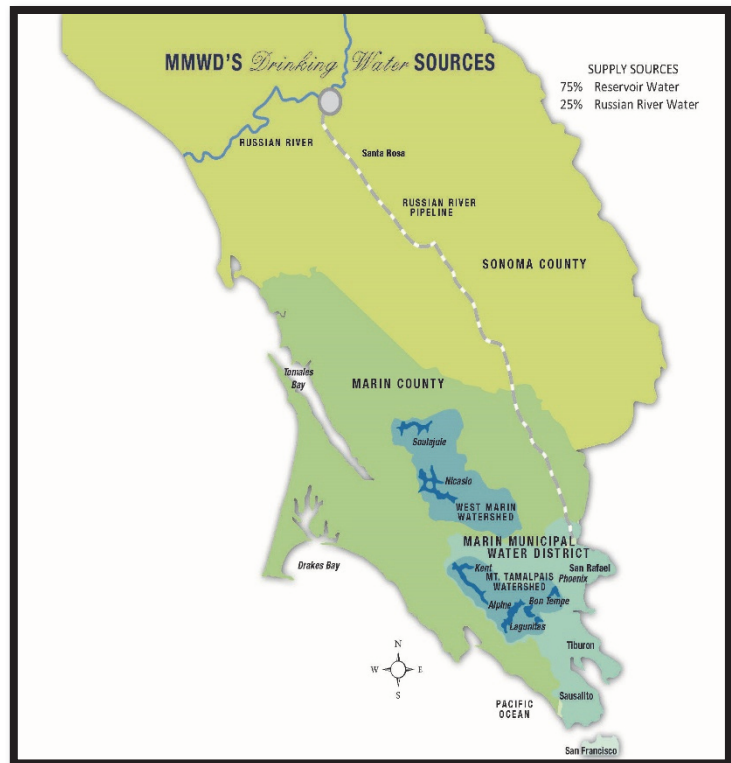 MMWD'S Drinking Water SOURCES
SUPPLY SOURCES
75% Reservoir Water
25% Russian River Water
RUSSIAN RIVER
Santa Rosa
RUSSIAN RIVER
PIPELINE
SONOMA COUNTY
Tomales
Bay
MARIN COUNTY
Soulajule
Nicasio
WEST MARIN
WATERSHED
MARIN MUNICIPAL
WATER DISTRICT
Drakes Bay
Kent
San Rafael
MT. TAMALPAIS
WATERSHED
Phoenix
Alpine
Bon Tempe
Lagunitas
Tiburon
N
W E
S
Sausalito
PACIFIC
OCEAN
San Francisco